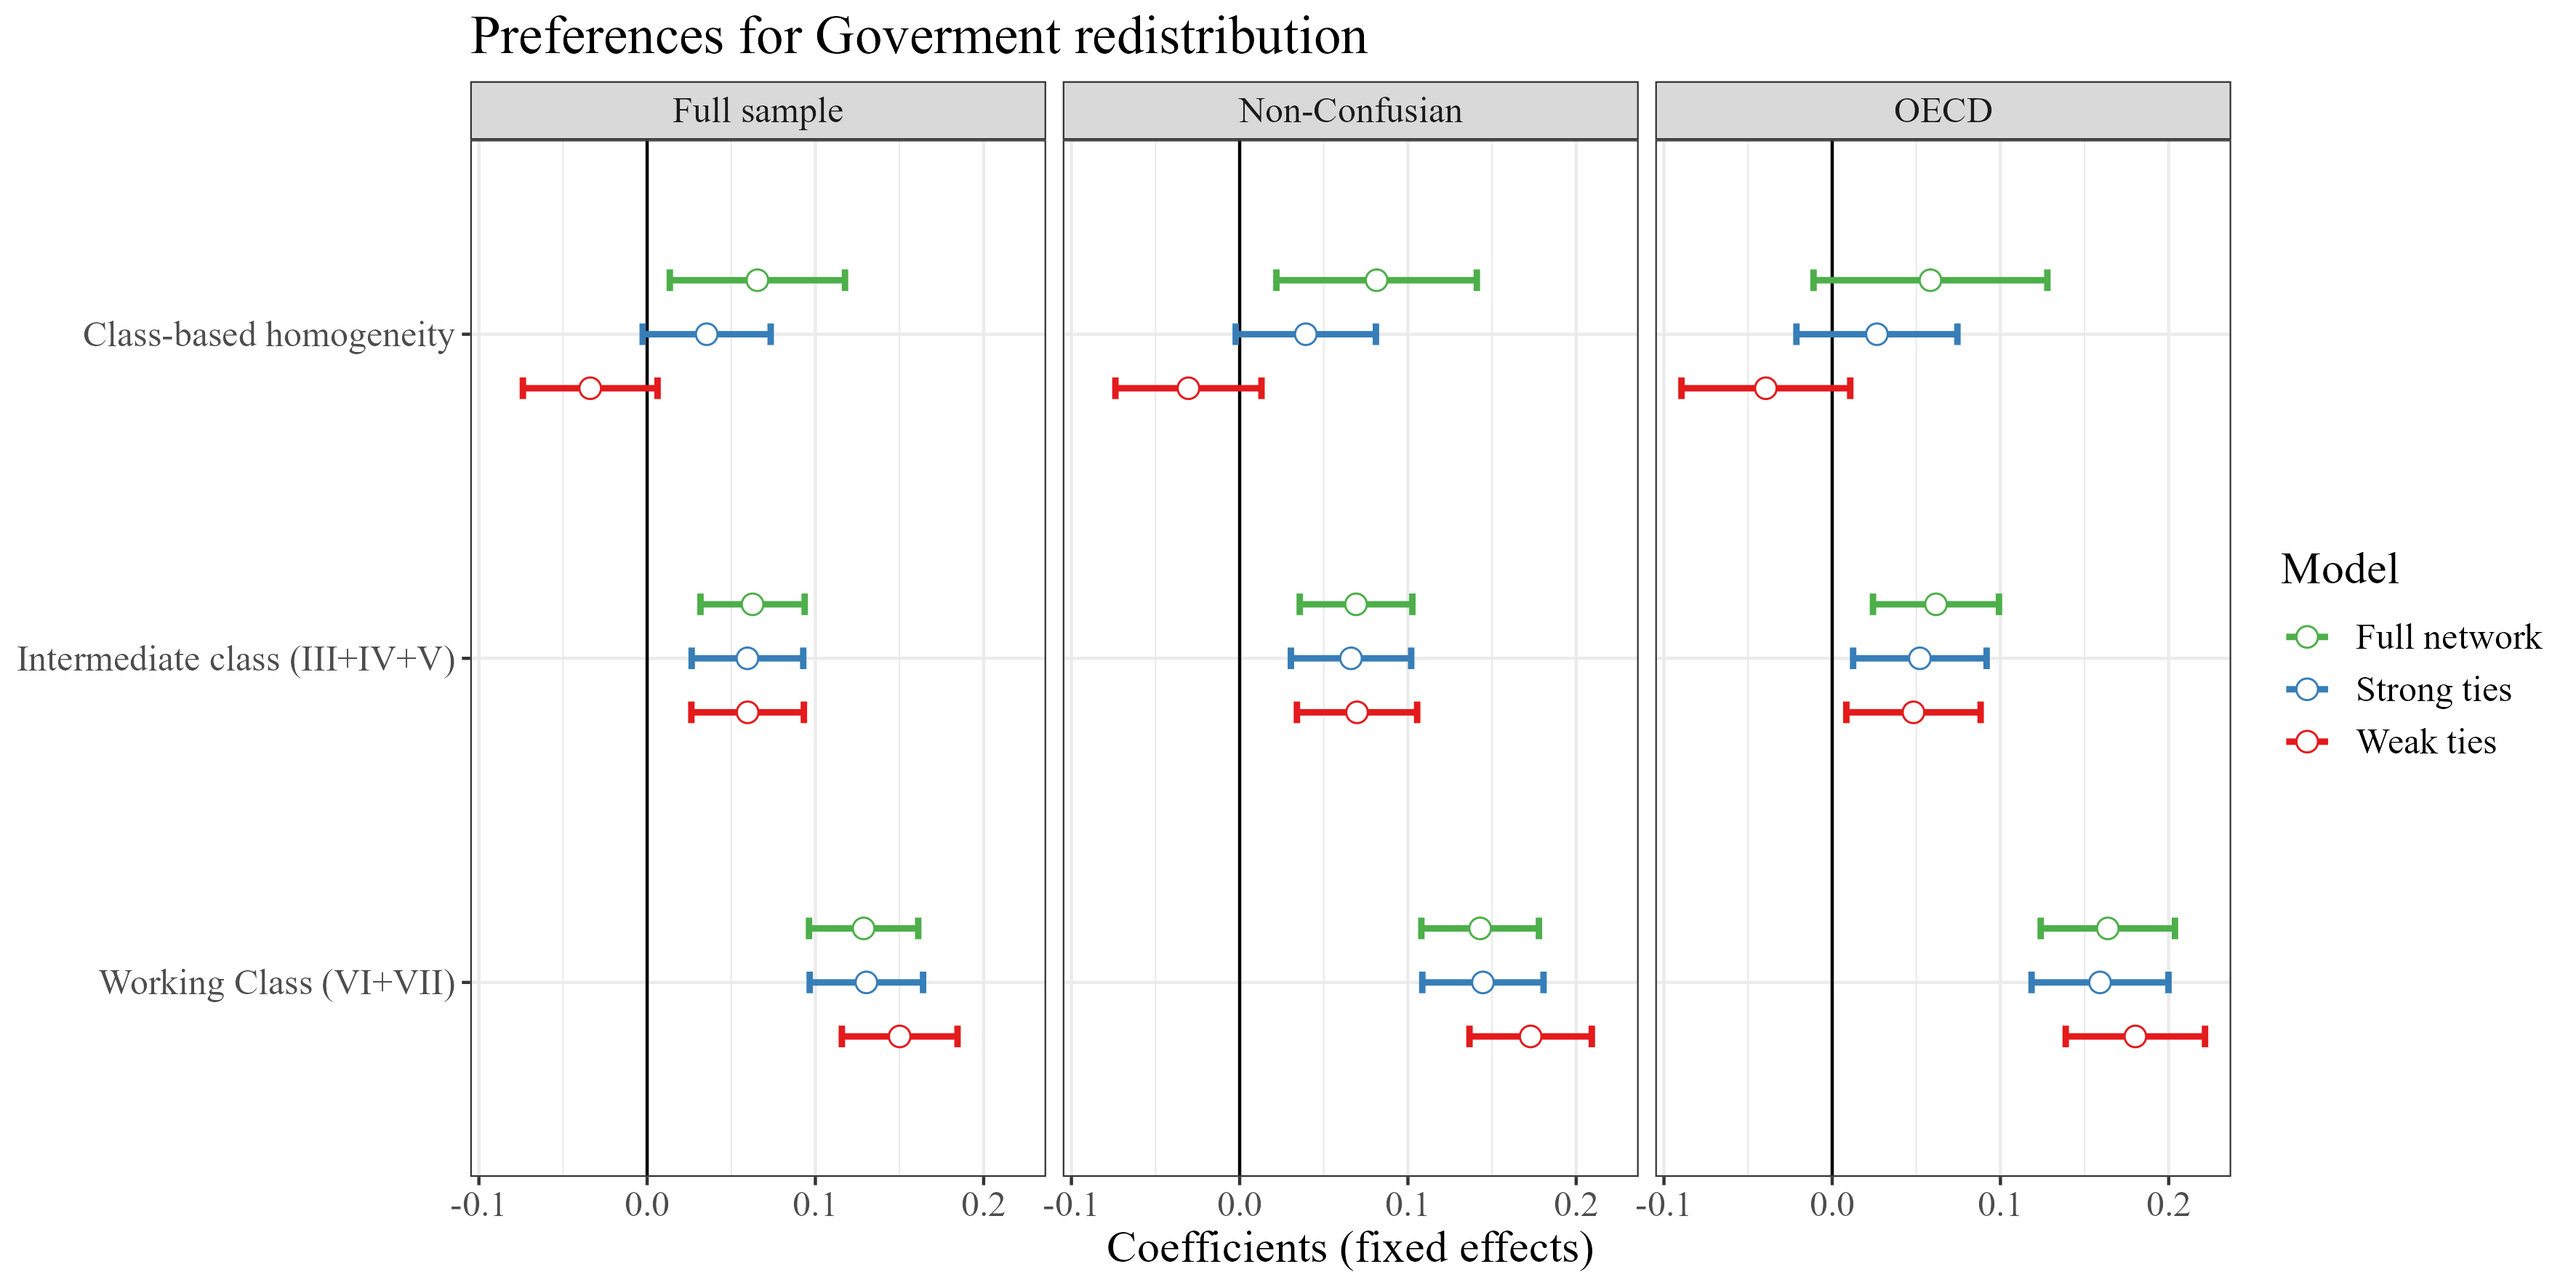 Preferences for Goverment redistribution
Full sample
Non-Confusian
OECD
Class-based homogeneity
Intermediate class (III+IV+V)
Working Class (VI+VII)
Model
Full network
Strong ties
Weak ties
-0.1 0.0 0.1 0.2 -0.1 0.0 0.1 0.2 -0.1 0.0 0.1 0.2
Coefficients (fixed effects)